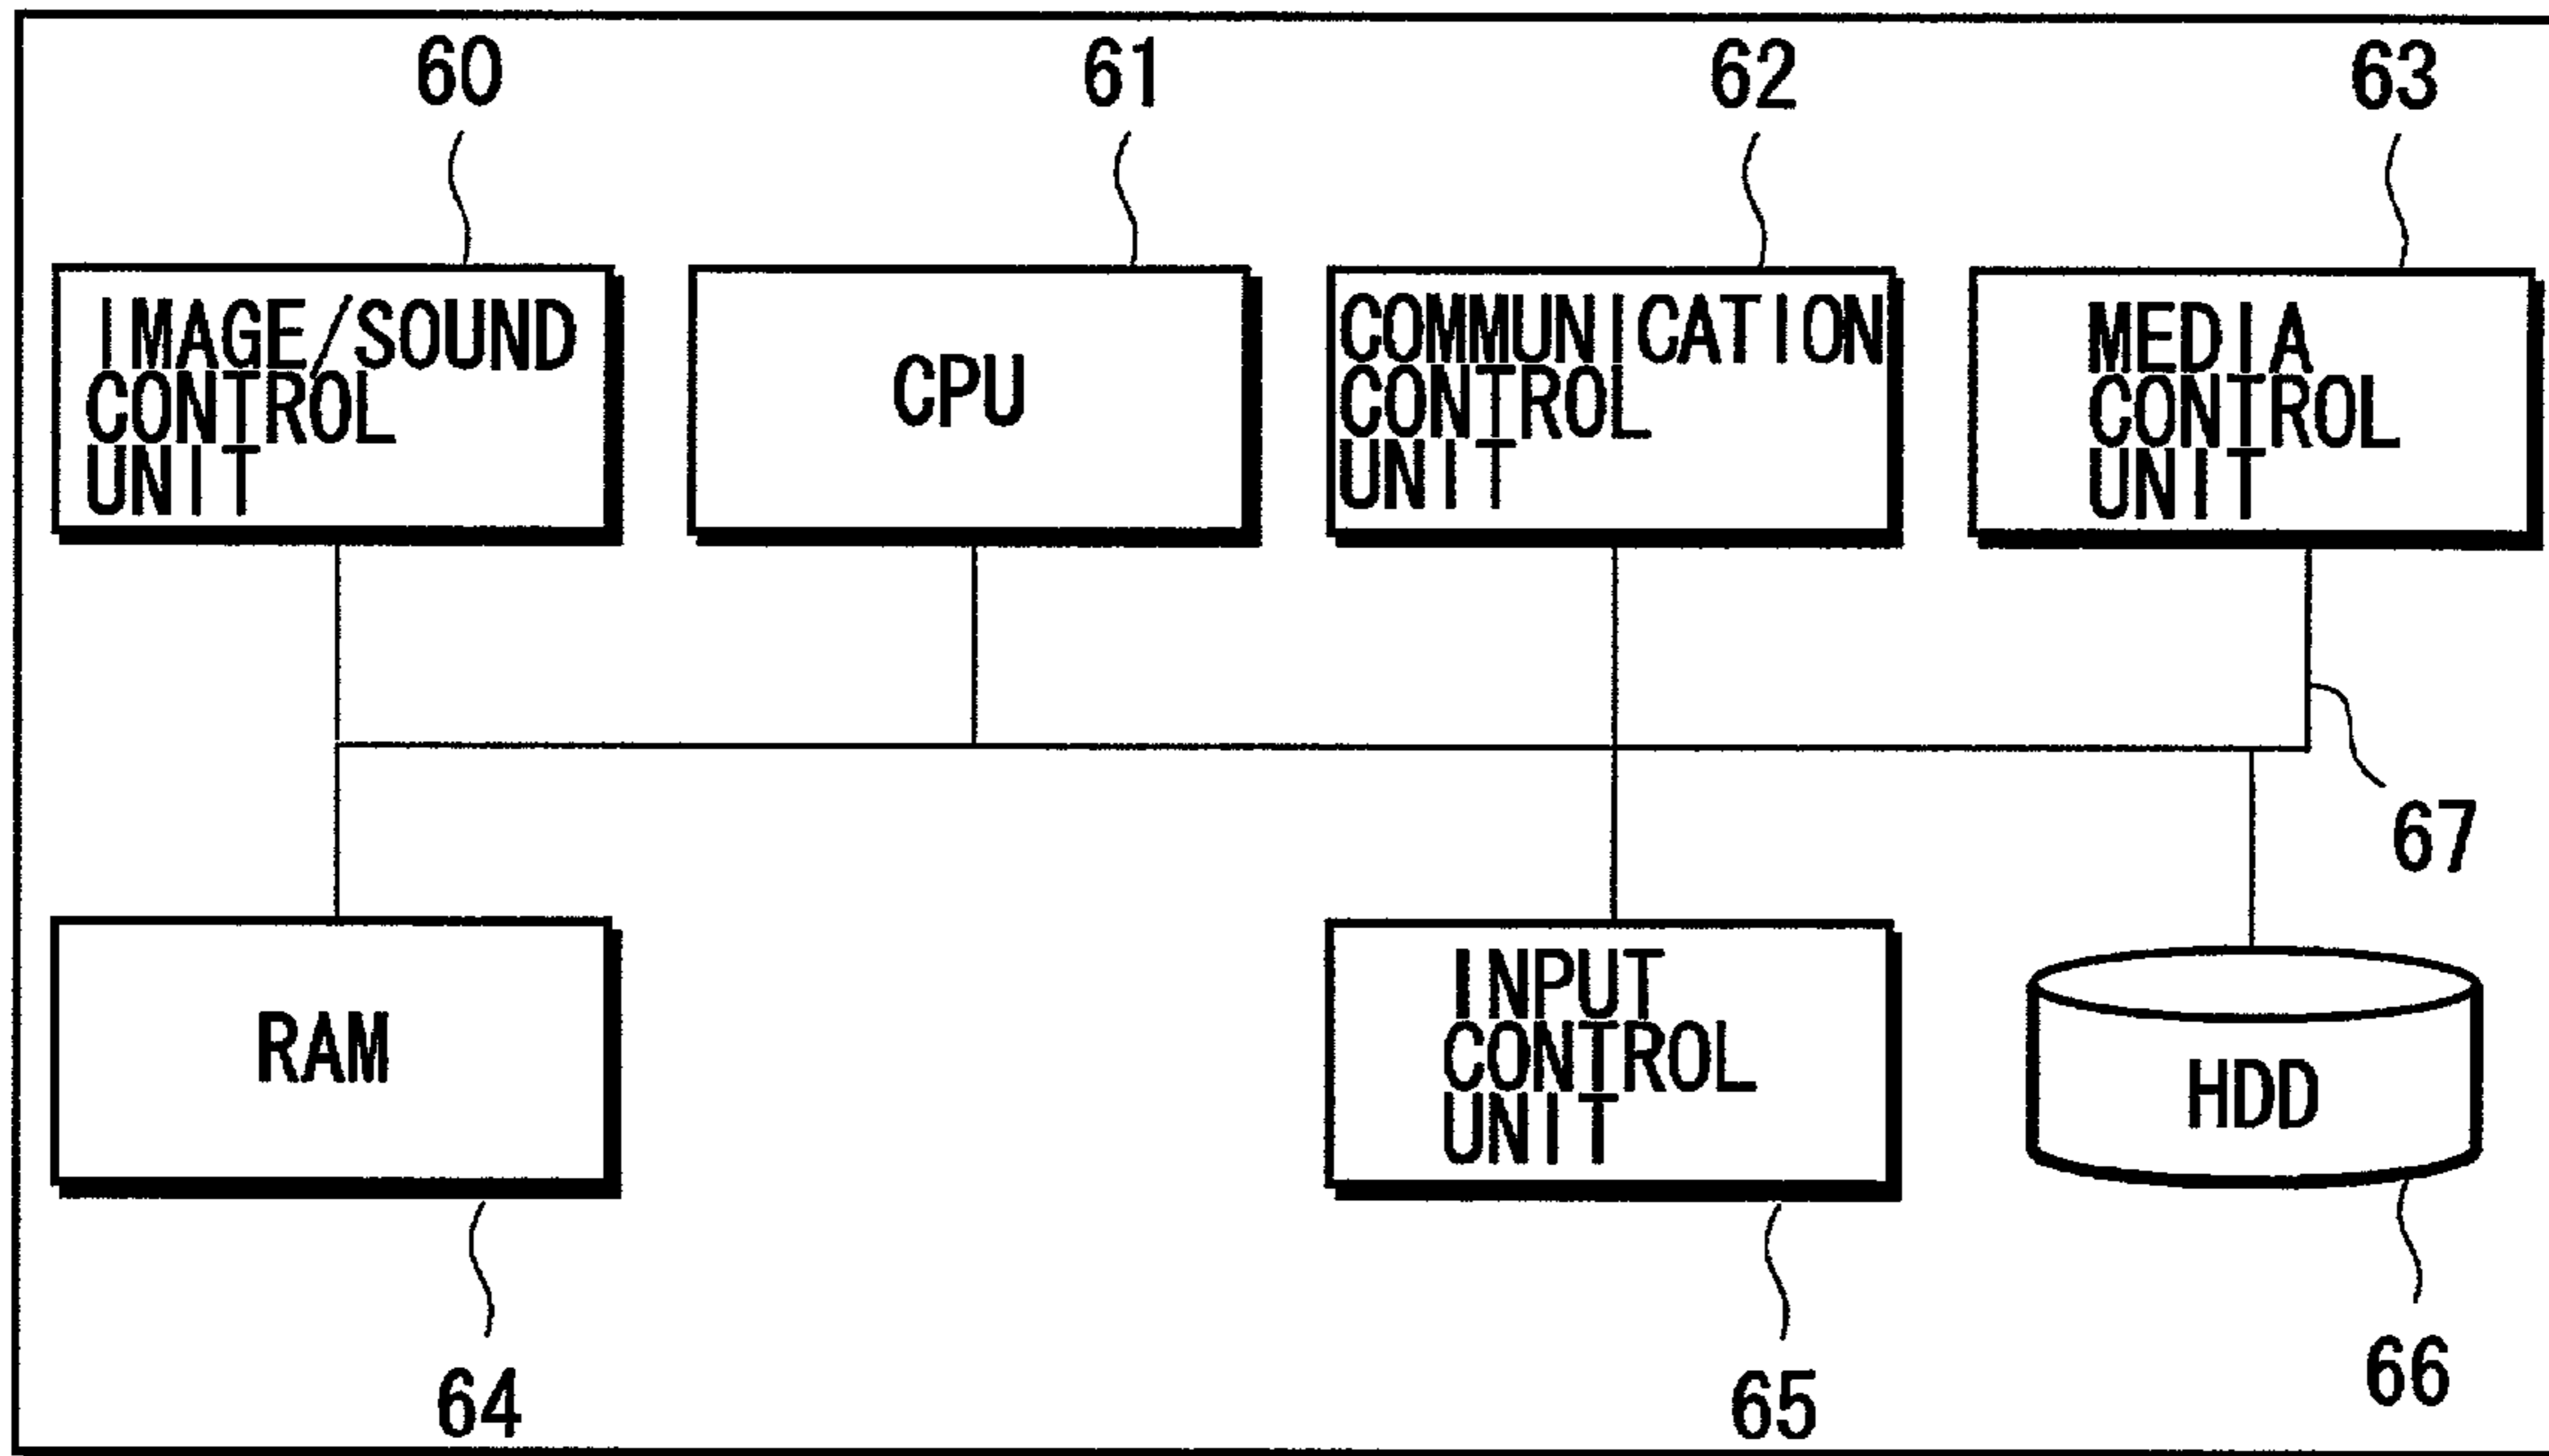 60
61
62
63
IMAGE/SOUND
CONTROL
UNIT
CPU
COMMUNICATION
CONTROL
UNIT
MEDIA
CONTROL
UNIT
67
RAM
INPUT
CONTROL
UNIT
HDD
64
65
66